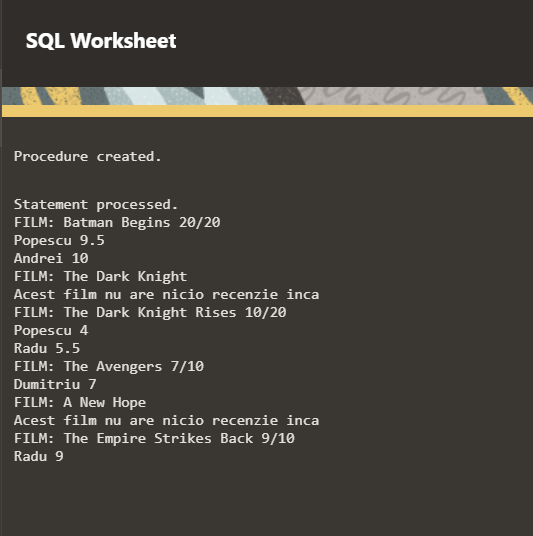 SQL Worksheet
Procedure created.
Statement processed.
FILM: Batman Begins 20/20
Popescu 9.5
Andrei 10
FILM: The Dark Knight
Acest film nu are nicio recenzie inca
FILM: The Dark Knight Rises 10/20
Popescu 4
Radu 5.5
FILM: The Avengers 7/10
Dumitriu 7
FILM: A New Hope
Acest film nu are nicio recenzie inca
FILM: The Empire Strikes Back 9/10
Radu 9